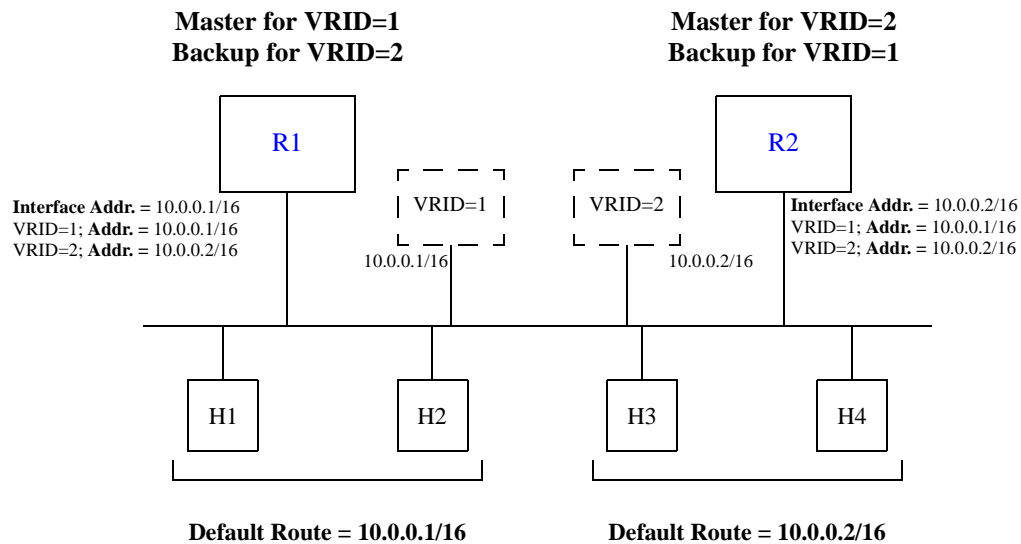 Master for VRID=1
Backup for VRID=2
Master for VRID=2
Backup for VRID=1
R1
R2
VRID=1
VRID=2
Interface Addr. = 10.0.0.1/16
VRID=1; Addr. = 10.0.0.1/16
VRID=2; Addr. = 10.0.0.2/16
Interface Addr. = 10.0.0.2/16
VRID=1; Addr. = 10.0.0.1/16
VRID=2; Addr. = 10.0.0.2/16
10.0.0.1/16
10.0.0.2/16
H1
H2
H3
H4
Default Route = 10.0.0.1/16
Default Route = 10.0.0.2/16